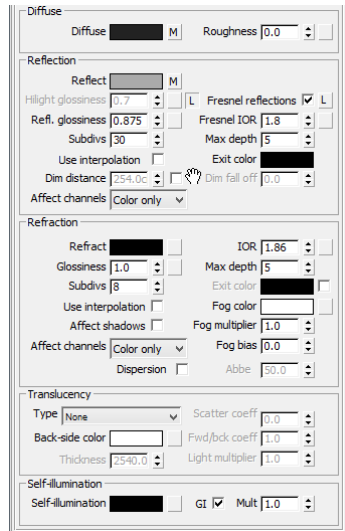 Diffuse
Diffuse M Roughness 0.0
Reflection
Reflect M
Hilight glossiness 0.7 L Fresnel reflections L
Refl. glossiness 0.875 Fresnel IOR 1.8
Subdivs 30 Max depth 5
Use interpolation Exit color
Dim distance 254.0c Dim fall off 0.0
Affect channels Color only
Refraction
Refract IOR 1.86
Glossiness 1.0 Max depth 5
Subdivs 8 Exit color
Use interpolation Fog color
Affect shadows Fog multiplier 1.0
Affect channels Color only Fog bias 0.0
Dispersion Abbe 50.0
Translucency
Type None Scatter coeff 0.0
Back-side color Fwd/bck coeff 1.0
Thickness 2540.0 Light multiplier 1.0
Self-illumination
Self-illumination GI Mult 1.0